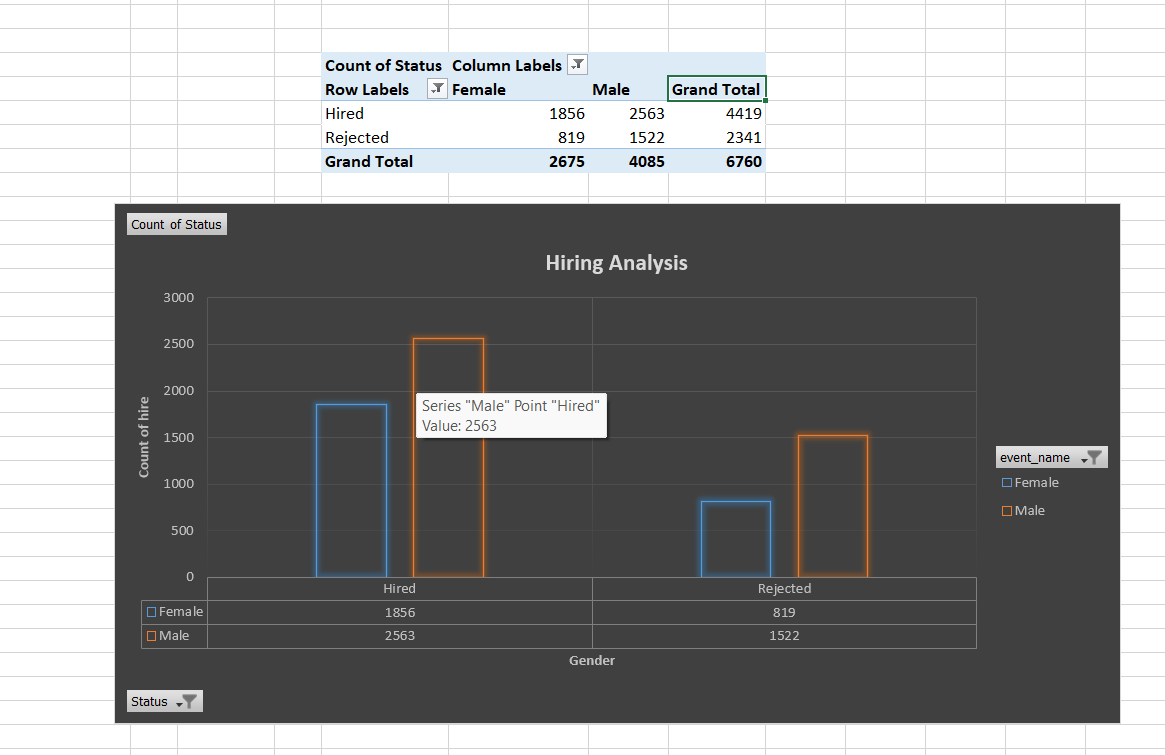 Count of Status Column Labels
Row Labels Female Male Grand Total
Hired 1856 2563 4419
Rejected 819 1522 2341
Grand Total 2675 4085 6760
Count of Status
Hiring Analysis
3000
2500
2000
1500
1000
500
0
Count of hire
Series "Male" Point "Hired"
Value: 2563
event_name
Female
Male
Hired Rejected
Female 1856 819
Male 2563 1522
Gender
Status